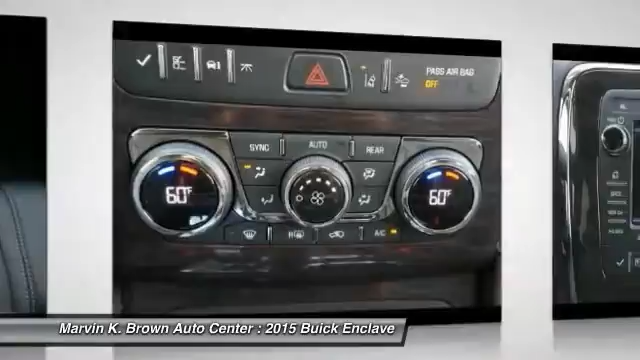 PASS AIR BAG
OFF
SYNC
AUTO
REAR
60°F
60°F
A/C
Marvin K. Brown Auto Center : 2015 Buick Enclave